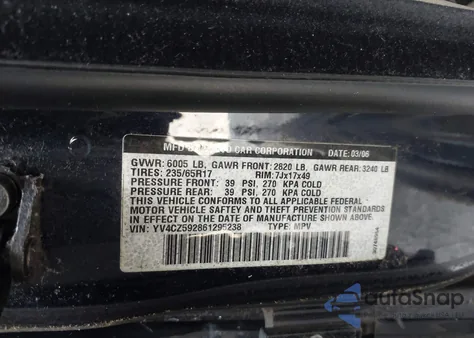 MFD BY VOLVO CAR CORPORATION DATE: 03/06
GVWR: 6005 LB, GAWR FRONT: 2820 LB, GAWR REAR: 3240 LB
TIRES: 235/65R17 RIM: 7Jx17x49
PRESSURE FRONT: 39 PSI, 270 KPA COLD
PRESSURE REAR: 39 PSI, 270 KPA COLD
THIS VEHICLE CONFORMS TO ALL APPLICABLE FEDERAL
MOTOR VEHICLE SAFTEY AND THEFT PREVENTION STANDARDS
IN EFFECT ON THE DATE OF MANUFACTURE SHOWN ABOVE.
VIN: YV4CZ592861295238 TYPE: MPV
autoSnap